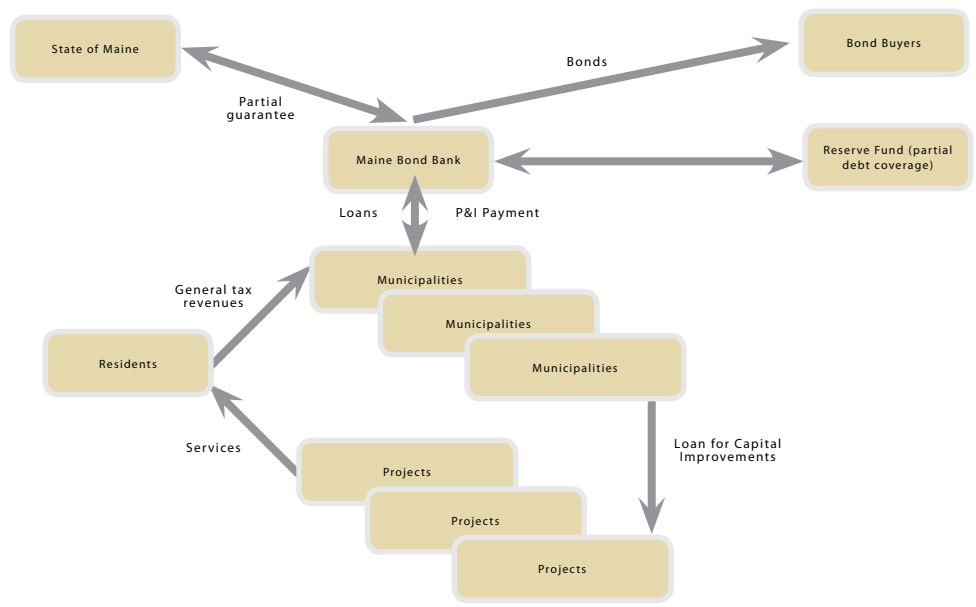 State of Maine
Bond Buyers
Bonds
Partial
guarantee
Maine Bond Bank
Reserve Fund (partial
debt coverage)
Loans
P&I Payment
Municipalities
General tax
revenues
Municipalities
Municipalities
Residents
Services
Loan for Capital
Improvements
Projects
Projects
Projects